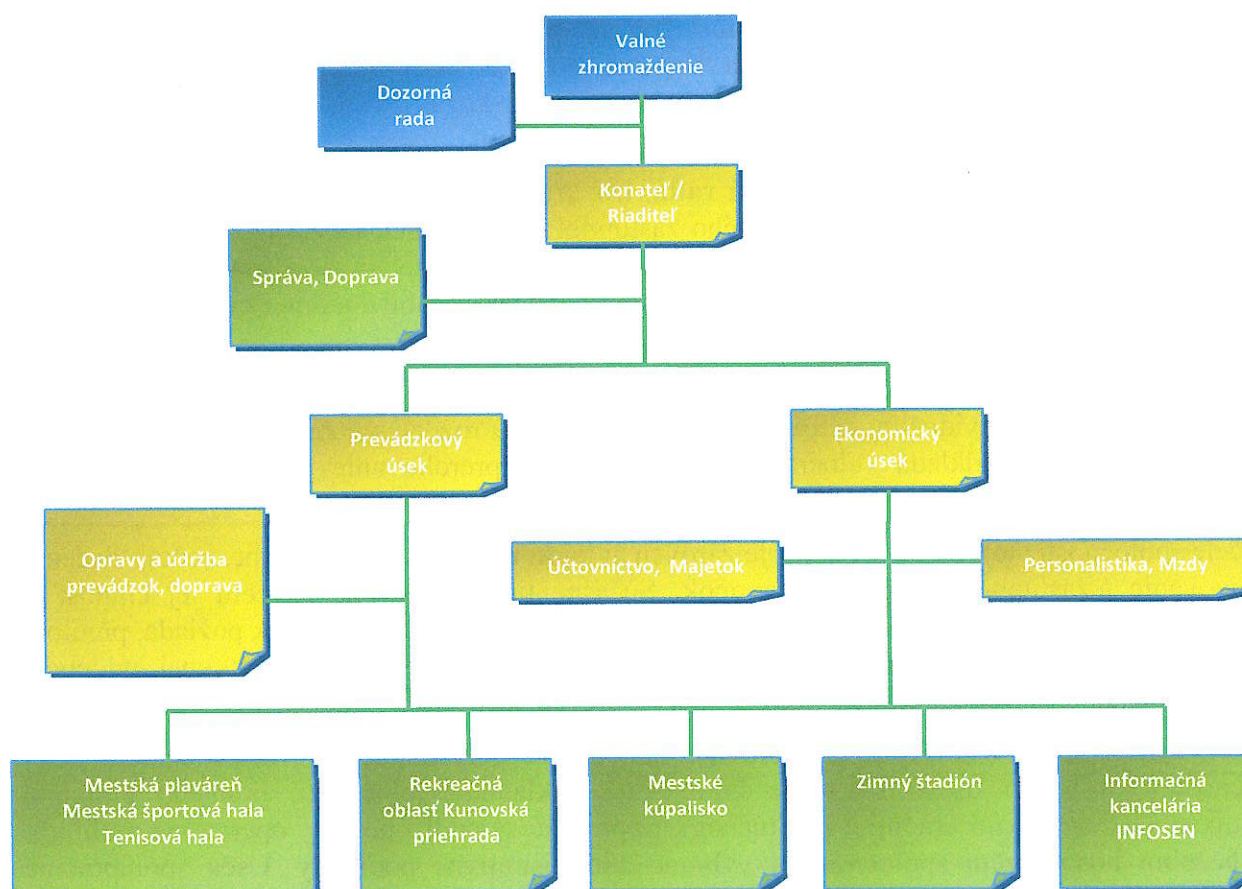 Valné
zhromaždenie
Dozorná
rada
Konateľ /
Riaditeľ
Správa, Doprava
Prevádzkový
úsek
Ekonomický
úsek
Opravy a údržba
prevádzok, doprava
Účtovníctvo, Majetok
Personalistika, Mzdy
Mestská plaváreň
Mestská športová hala
Tenisová hala
Rekreačná
oblasť Kunovská
priehrada
Mestské
kúpalisko
Zimný štadión
Informačná
kancelária
INFOSEN